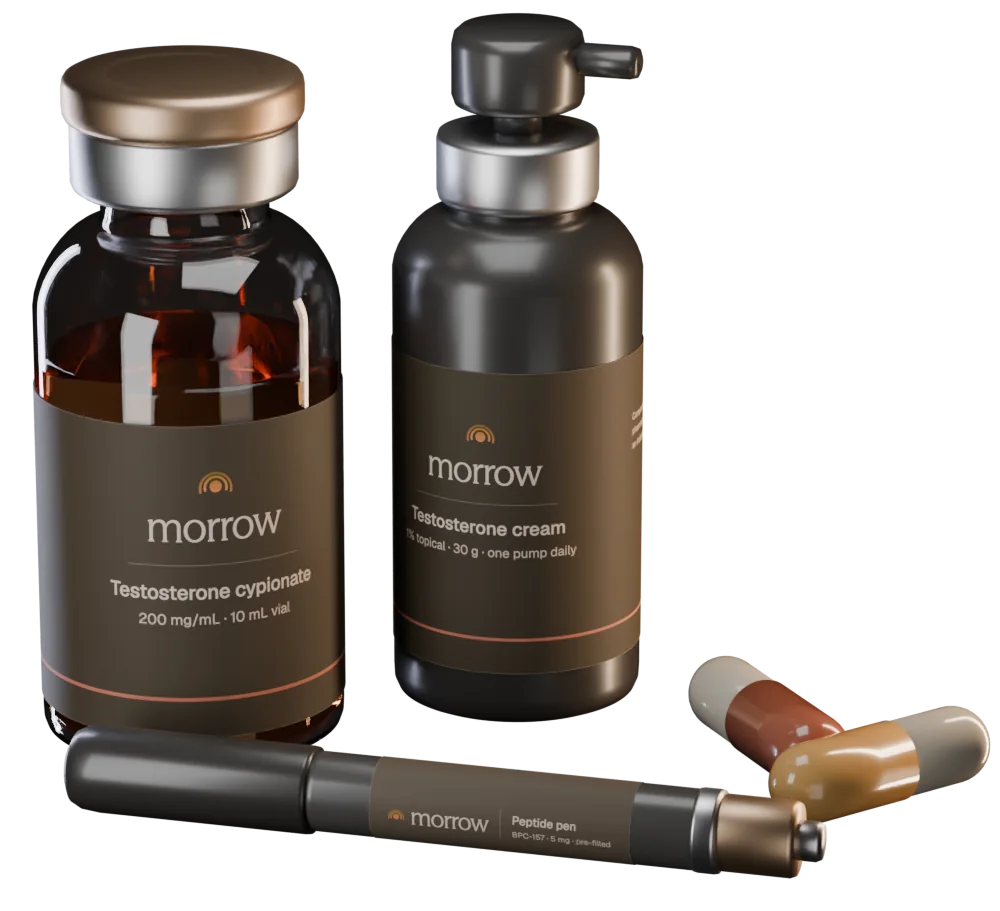 morrow
Testosterone cypionate
200 mg/mL · 10 mL vial
morrow
Testosterone cream
1% topical · 30 g · one pump daily
morrow
Peptide pen
BPC-157 · 5 mg · pre-filled